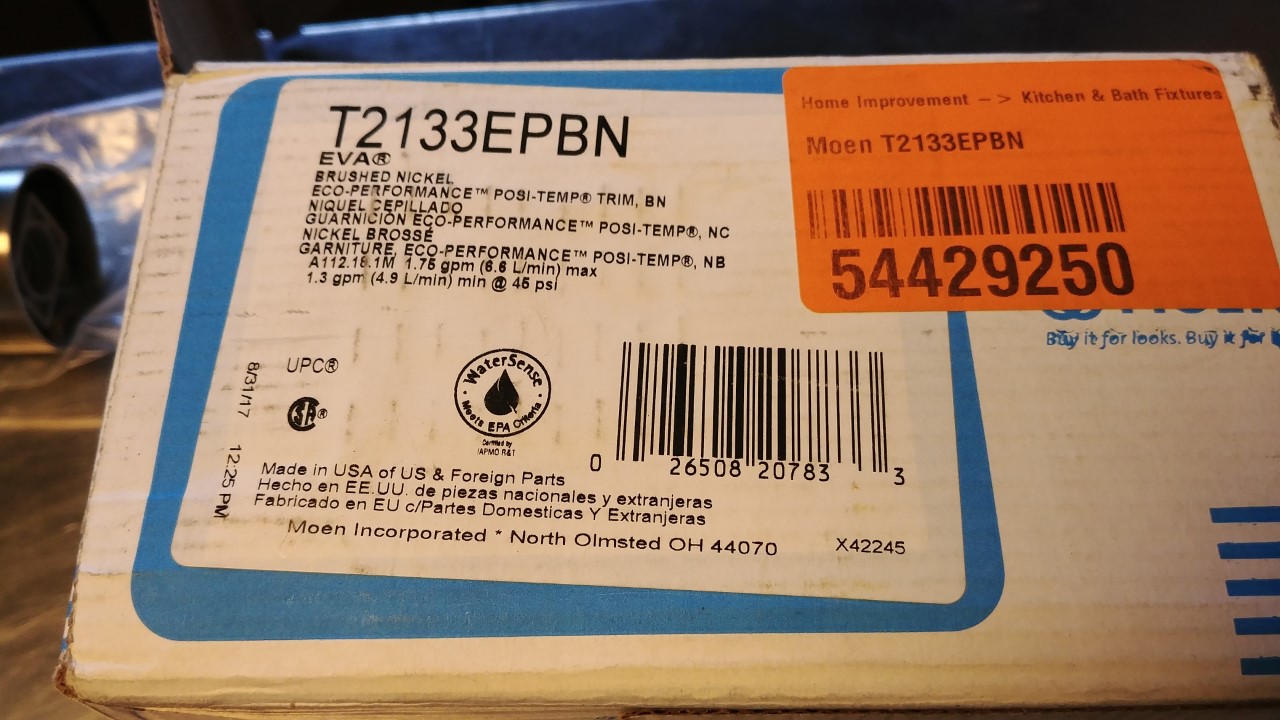 T2133EPBN
EVA®
BRUSHED NICKEL
ECO-PERFORMANCE™ POSI-TEMP® TRIM, BN
NIQUEL CEPILLADO
GUARNICIÓN ECO-PERFORMANCE™ POSI-TEMP®, NC
NICKEL BROSSÉ
GARNITURE, ECO-PERFORMANCE™ POSI-TEMP®, NB
A112.18.1M 1.75 gpm (6.6 L/min) max
1.3 gpm (4.9 L/min) min @ 45 psi
Home Improvement --> Kitchen & Bath Fixtures
Moen T2133EPBN
54429250
Buy it for looks. Buy it for
8/31/17 12:25 PM
UPC®
SA®
WaterSense
Meets EPA Criteria
Certified by
IAPMO R&T
0 26508 20783 3
Made in USA of US & Foreign Parts
Hecho en EE.UU. de piezas nacionales y extranjeras
Fabricado en EU c/Partes Domesticas Y Extranjeras
Moen Incorporated * North Olmsted OH 44070 X42245